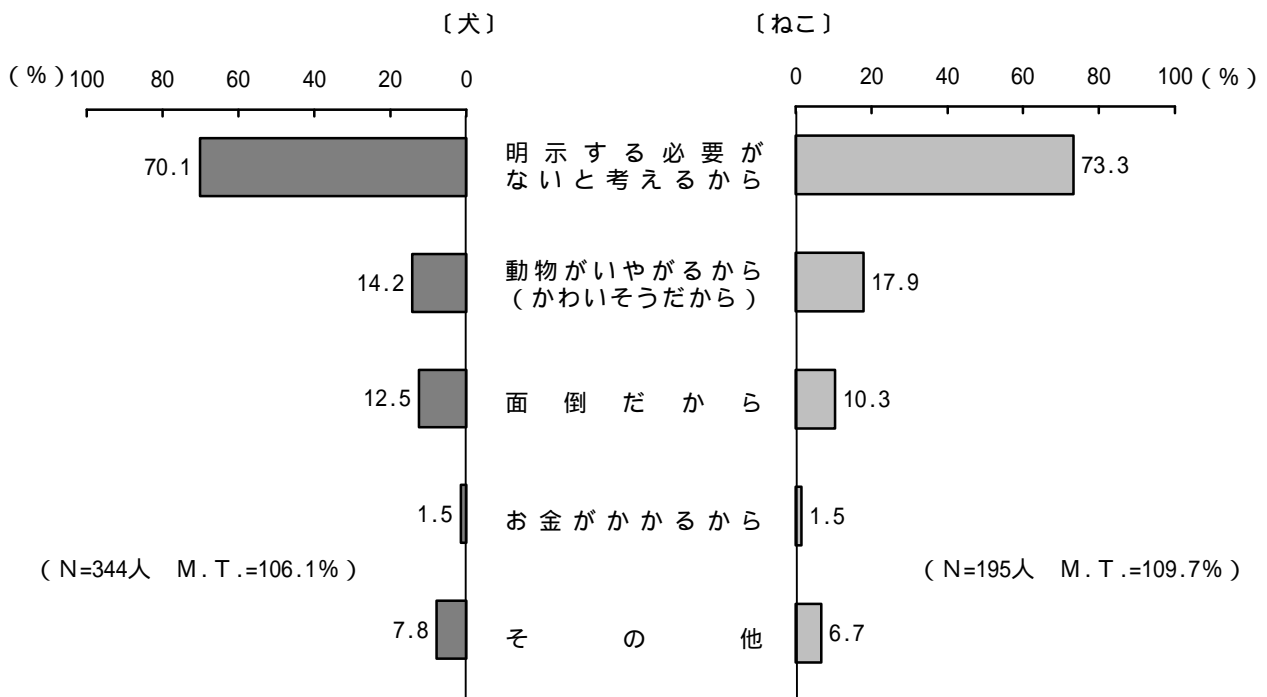 〔犬〕 〔ねこ〕
（%）100 80 60 40 20 0 0 20 40 60 80 100（%）
70.1 明示する必要が 73.3
ないと考えるから
14.2 動物がいやがるから 17.9
（かわいそうだから）
12.5 面倒だから 10.3
1.5 お金がかかるから 1.5
（N=344人 M.T.=106.1%） （N=195人 M.T.=109.7%）
7.8 その他 6.7